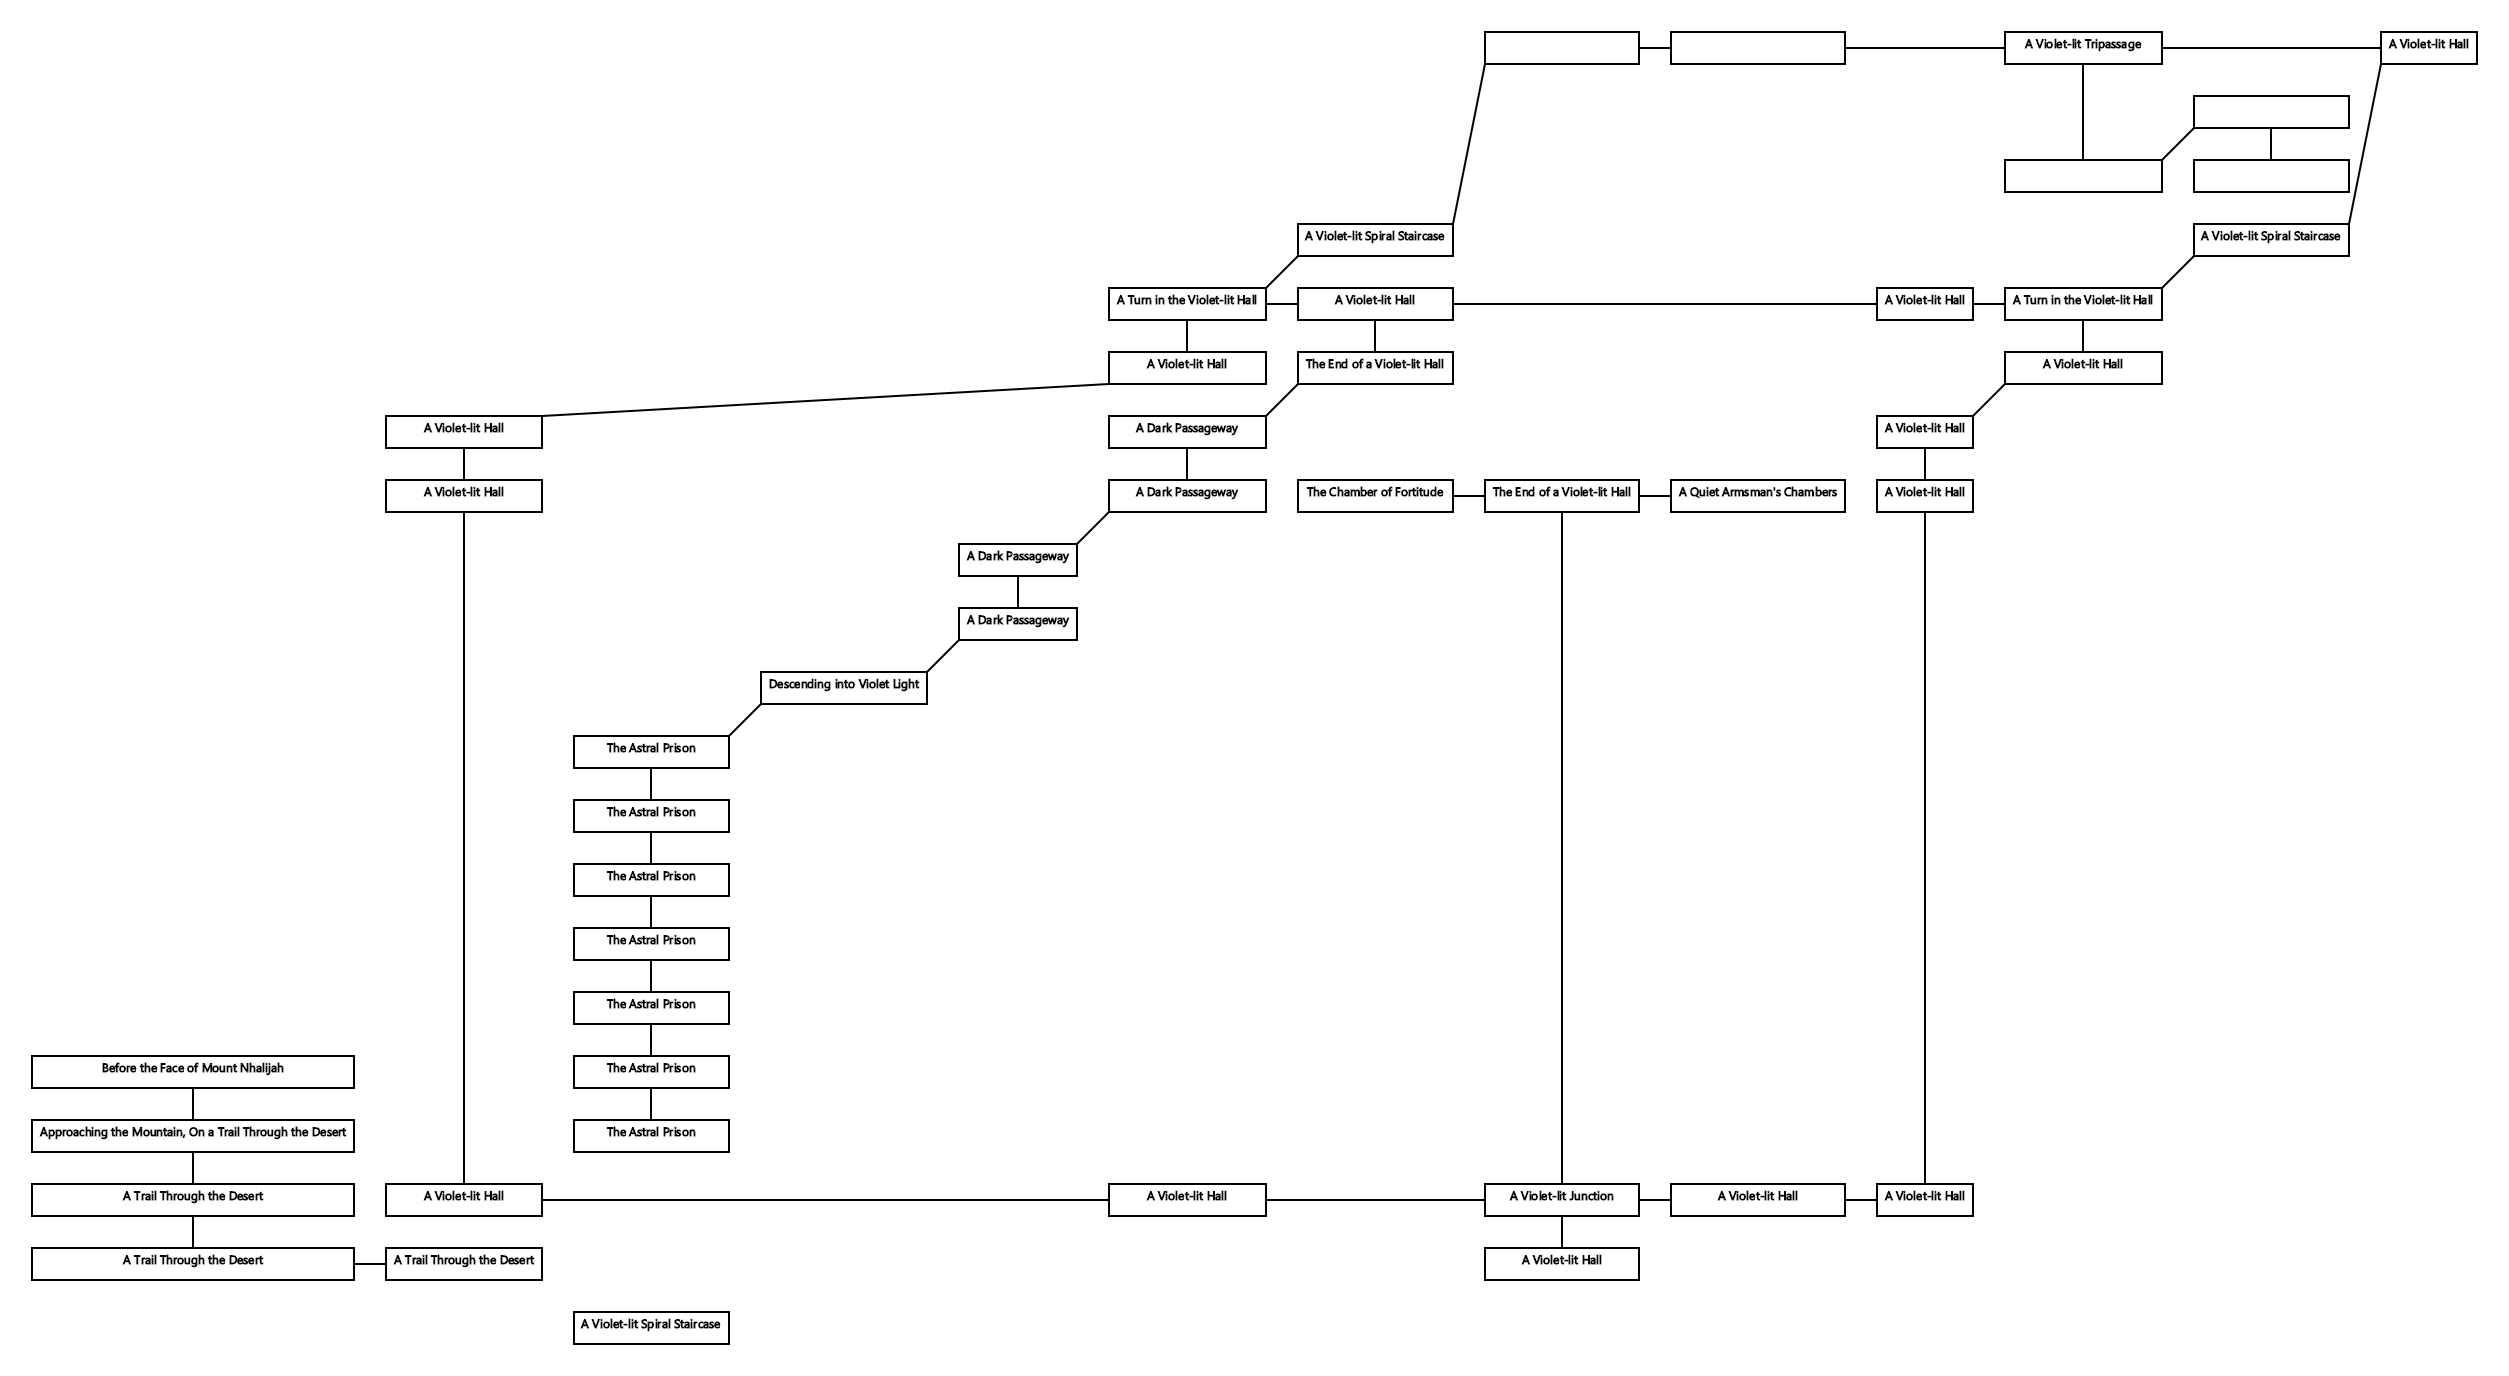 A Violet-lit Tripassage
A Violet-lit Hall
A Violet-lit Spiral Staircase
A Violet-lit Spiral Staircase
A Turn in the Violet-lit Hall
A Violet-lit Hall
A Violet-lit Hall
A Turn in the Violet-lit Hall
A Violet-lit Hall
The End of a Violet-lit Hall
A Violet-lit Hall
A Violet-lit Hall
A Dark Passageway
A Violet-lit Hall
A Violet-lit Hall
A Dark Passageway
The Chamber of Fortitude
The End of a Violet-lit Hall
A Quiet Armsman's Chambers
A Violet-lit Hall
A Dark Passageway
A Dark Passageway
Descending into Violet Light
The Astral Prison
The Astral Prison
The Astral Prison
The Astral Prison
The Astral Prison
Before the Face of Mount Nhalijah
The Astral Prison
Approaching the Mountain, On a Trail Through the Desert
The Astral Prison
A Trail Through the Desert
A Violet-lit Hall
A Violet-lit Hall
A Violet-lit Junction
A Violet-lit Hall
A Violet-lit Hall
A Trail Through the Desert
A Trail Through the Desert
A Violet-lit Hall
A Violet-lit Spiral Staircase